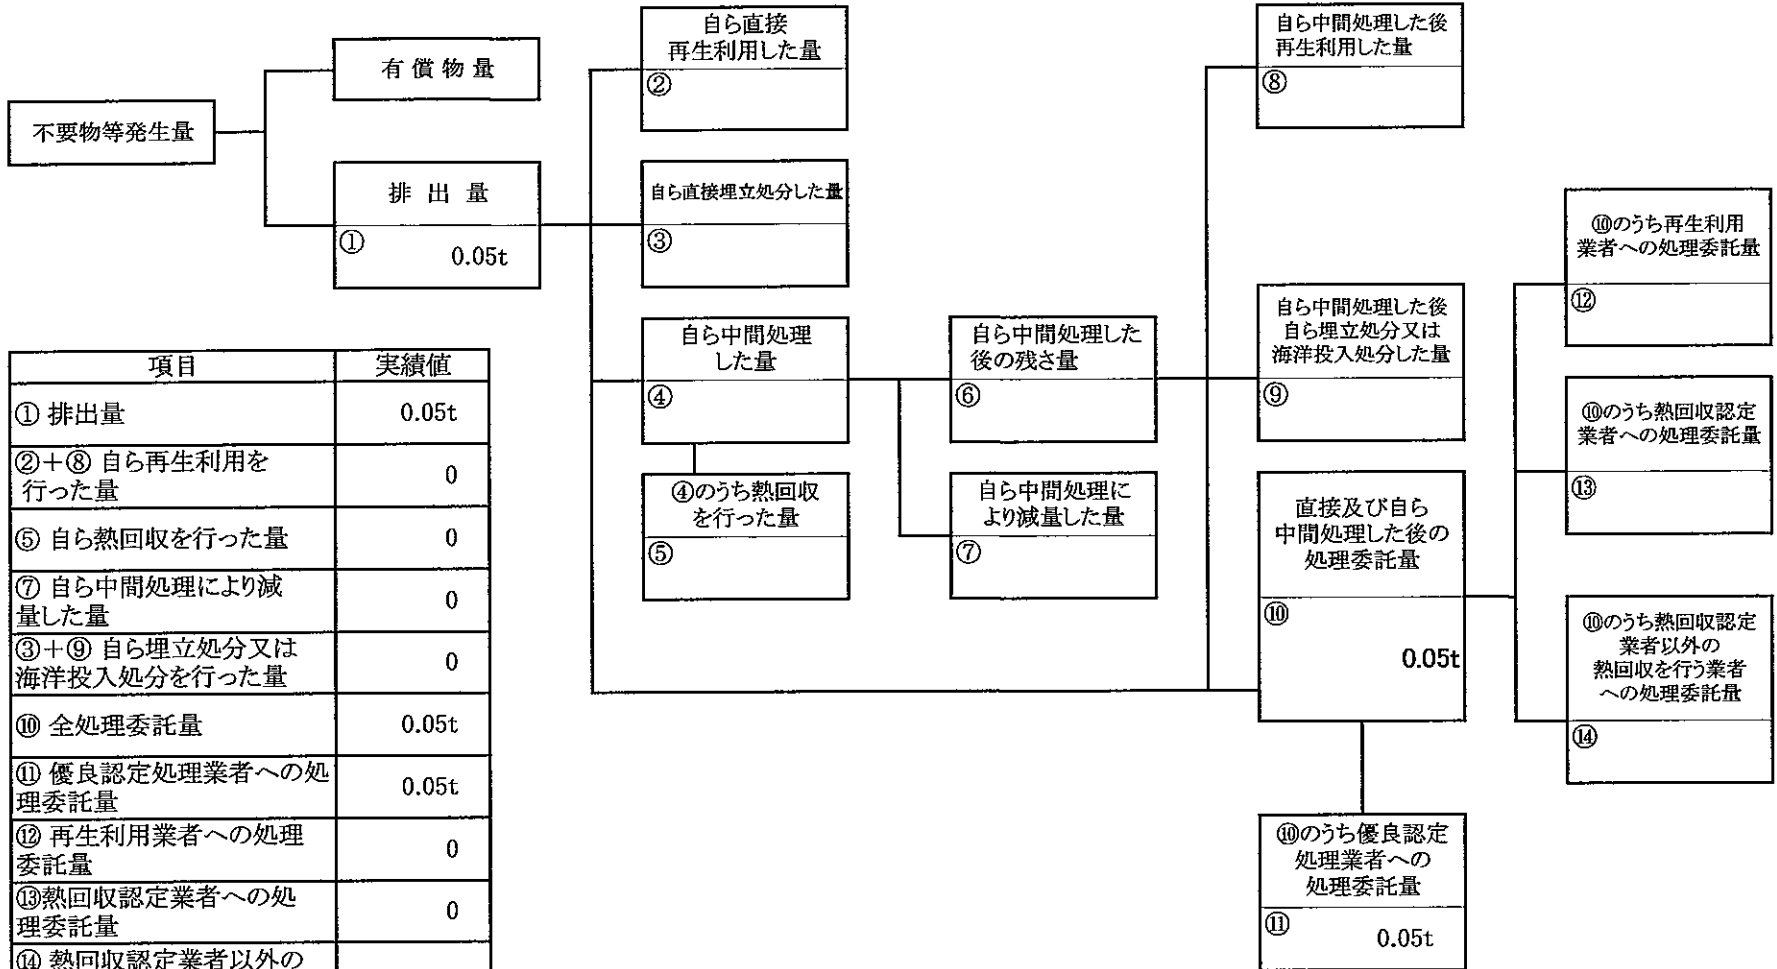 不要物等発生量
有償物量
排出量
①
0.05t
自ら直接
再生利用した量
②
自ら直接埋立処分した量
③
自ら中間処理
した量
④
④のうち熱回収
を行った量
⑤
自ら中間処理した
後の残さ量
⑥
自ら中間処理に
より減量した量
⑦
自ら中間処理した後
再生利用した量
⑧
自ら中間処理した後
自ら埋立処分又は
海洋投入処分した量
⑨
直接及び自ら
中間処理した後の
処理委託量
⑩
0.05t
⑩のうち優良認定
処理業者への
処理委託量
⑪
0.05t
⑩のうち再生利用
業者への処理委託量
⑫
⑩のうち熱回収認定
業者への処理委託量
⑬
⑩のうち熱回収認定
業者以外の
熱回収を行う業者
への処理委託量
⑭
項目 実績値
① 排出量 0.05t
②+⑧ 自ら再生利用を
行った量 0
⑤ 自ら熱回収を行った量 0
⑦ 自ら中間処理により減
量した量 0
③+⑨ 自ら埋立処分又は
海洋投入処分を行った量 0
⑩ 全処理委託量 0.05t
⑪ 優良認定処理業者への処
理委託量 0.05t
⑫ 再生利用業者への処理
委託量 0
⑬熱回収認定業者への処
理委託量 0
⑭ 熱回収認定業者以外の